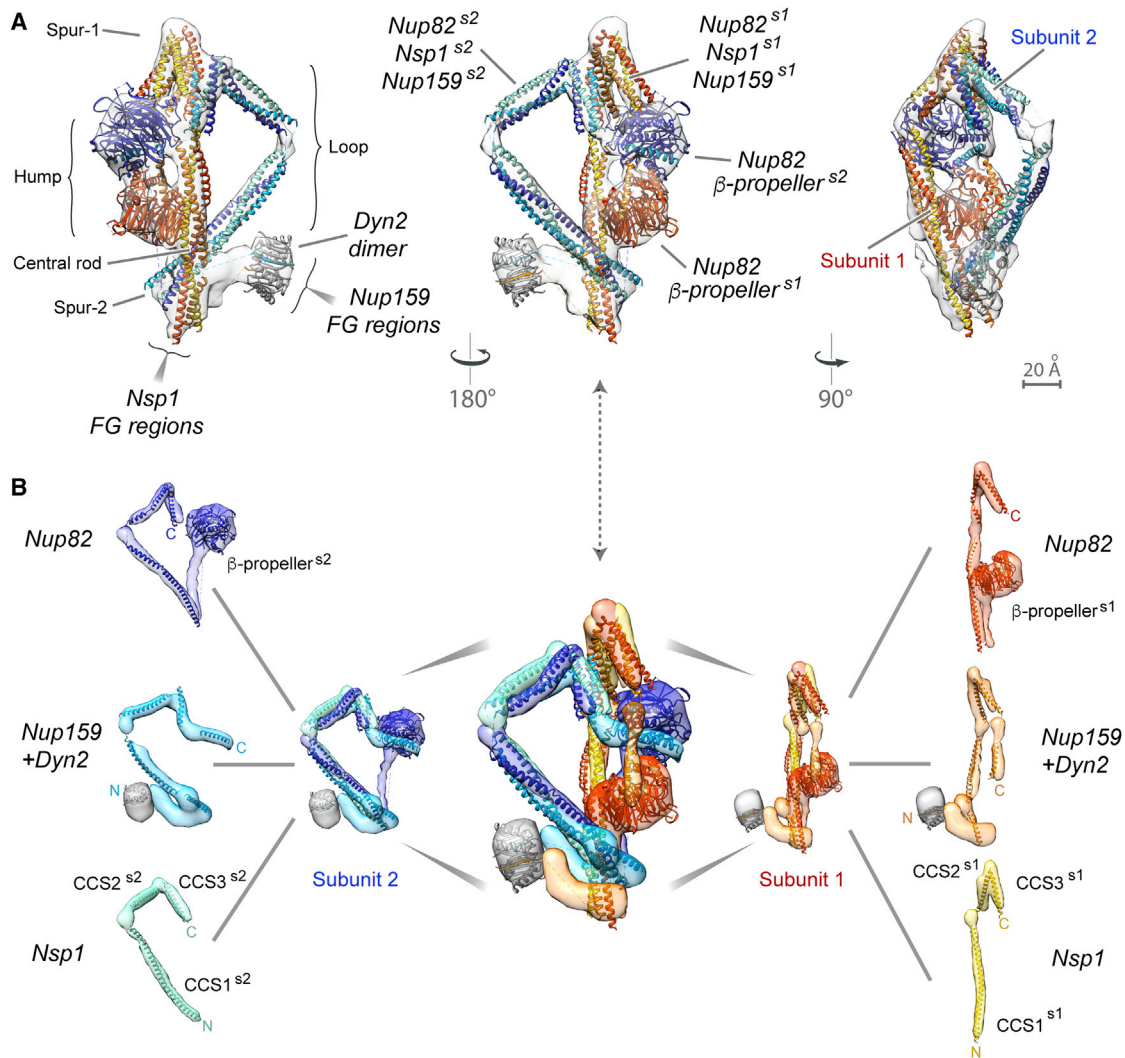 A
Spur-1
Hump
Central rod
Spur-2
Loop
Dyn2
dimer
Nup159
FG regions
Nsp1
FG regions
Nup82 s2
Nsp1 s2
Nup159 s2
Nup82 s1
Nsp1 s1
Nup159 s1
Nup82
β-propeller s2
Nup82
β-propeller s1
Subunit 2
Subunit 1
180°
90°
20 Å
B
Nup82
C
β-propeller s2
Nup159
+Dyn2
N
C
CCS2 s2
CCS3 s2
C
Nsp1
CCS1 s2
N
Subunit 2
Subunit 1
C
Nup82
β-propeller s1
Nup159
+Dyn2
C
N
CCS2 s1
CCS3 s1
C
Nsp1
CCS1 s1
N